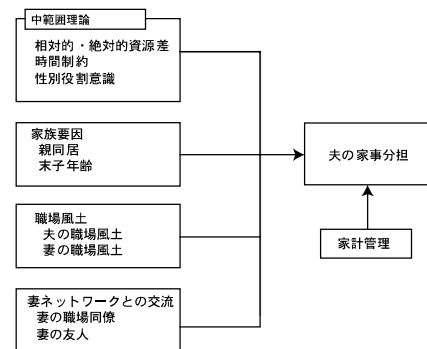 中範囲理論
相対的・絶対的資源差
時間制約
性別役割意識
家族要因
親同居
末子年齢
職場風土
夫の職場風土
妻の職場風土
妻ネットワークとの交流
妻の職場同僚
妻の友人
夫の家事分担
家計管理